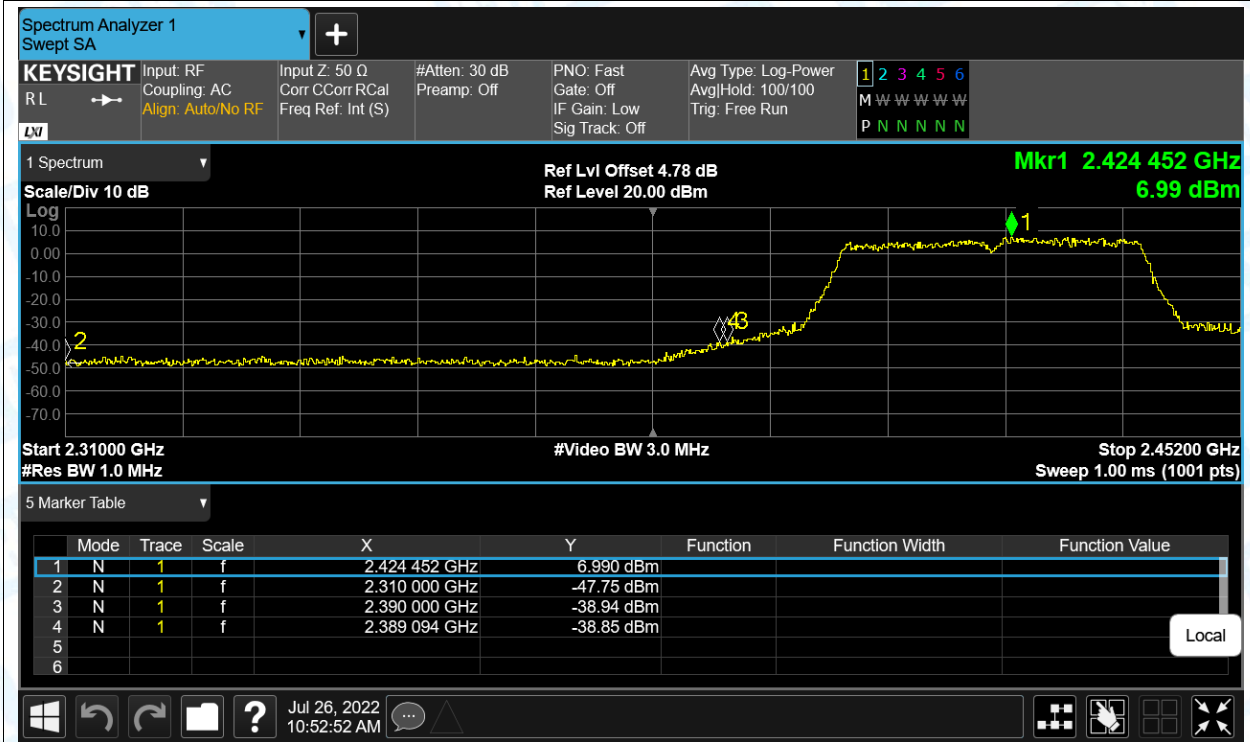 Spectrum Analyzer 1
Swept SA
+
KEYSIGHT Input: RF Input Z: 50 Ω #Atten: 30 dB PNO: Fast Avg Type: Log-Power 1 2 3 4 5 6
R L Coupling: AC Corr CCorr RCal Preamp: Off Gate: Off Avg|Hold: 100/100 M W W W W W
Align: Auto/No RF Freq Ref: Int (S) IF Gain: Low Trig: Free Run
LXI Sig Track: Off P N N N N N N
1 Spectrum Ref Lvl Offset 4.78 dB Mkr1 2.424 452 GHz
Scale/Div 10 dB Ref Level 20.00 dBm 6.99 dBm
Log
1
10.0
0.00
-10.0
-20.0
-30.0
43
2
-40.0
-50.0
-60.0
-70.0
Start 2.31000 GHz #Video BW 3.0 MHz Stop 2.45200 GHz
#Res BW 1.0 MHz Sweep 1.00 ms (1001 pts)
5 Marker Table
Mode Trace Scale X Y Function Function Width Function Value
1 N 1 f 2.424 452 GHz 6.990 dBm
2 N 1 f 2.310 000 GHz -47.75 dBm
3 N 1 f 2.390 000 GHz -38.94 dBm
4 N 1 f 2.389 094 GHz -38.85 dBm
5
6
Local
? Jul 26, 2022
10:52:52 AM